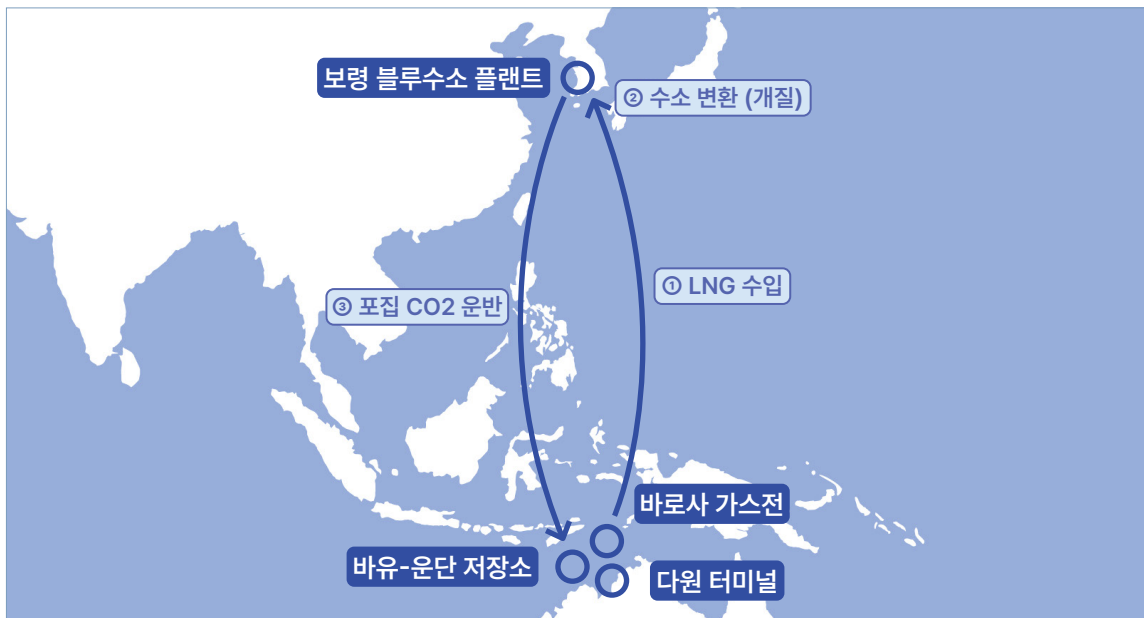 보령 블루수소 플랜트
② 수소 변환 (개질)
① LNG 수입
③ 포집 CO2 운반
바로사 가스전
바유-운단 저장소
다윈 터미널